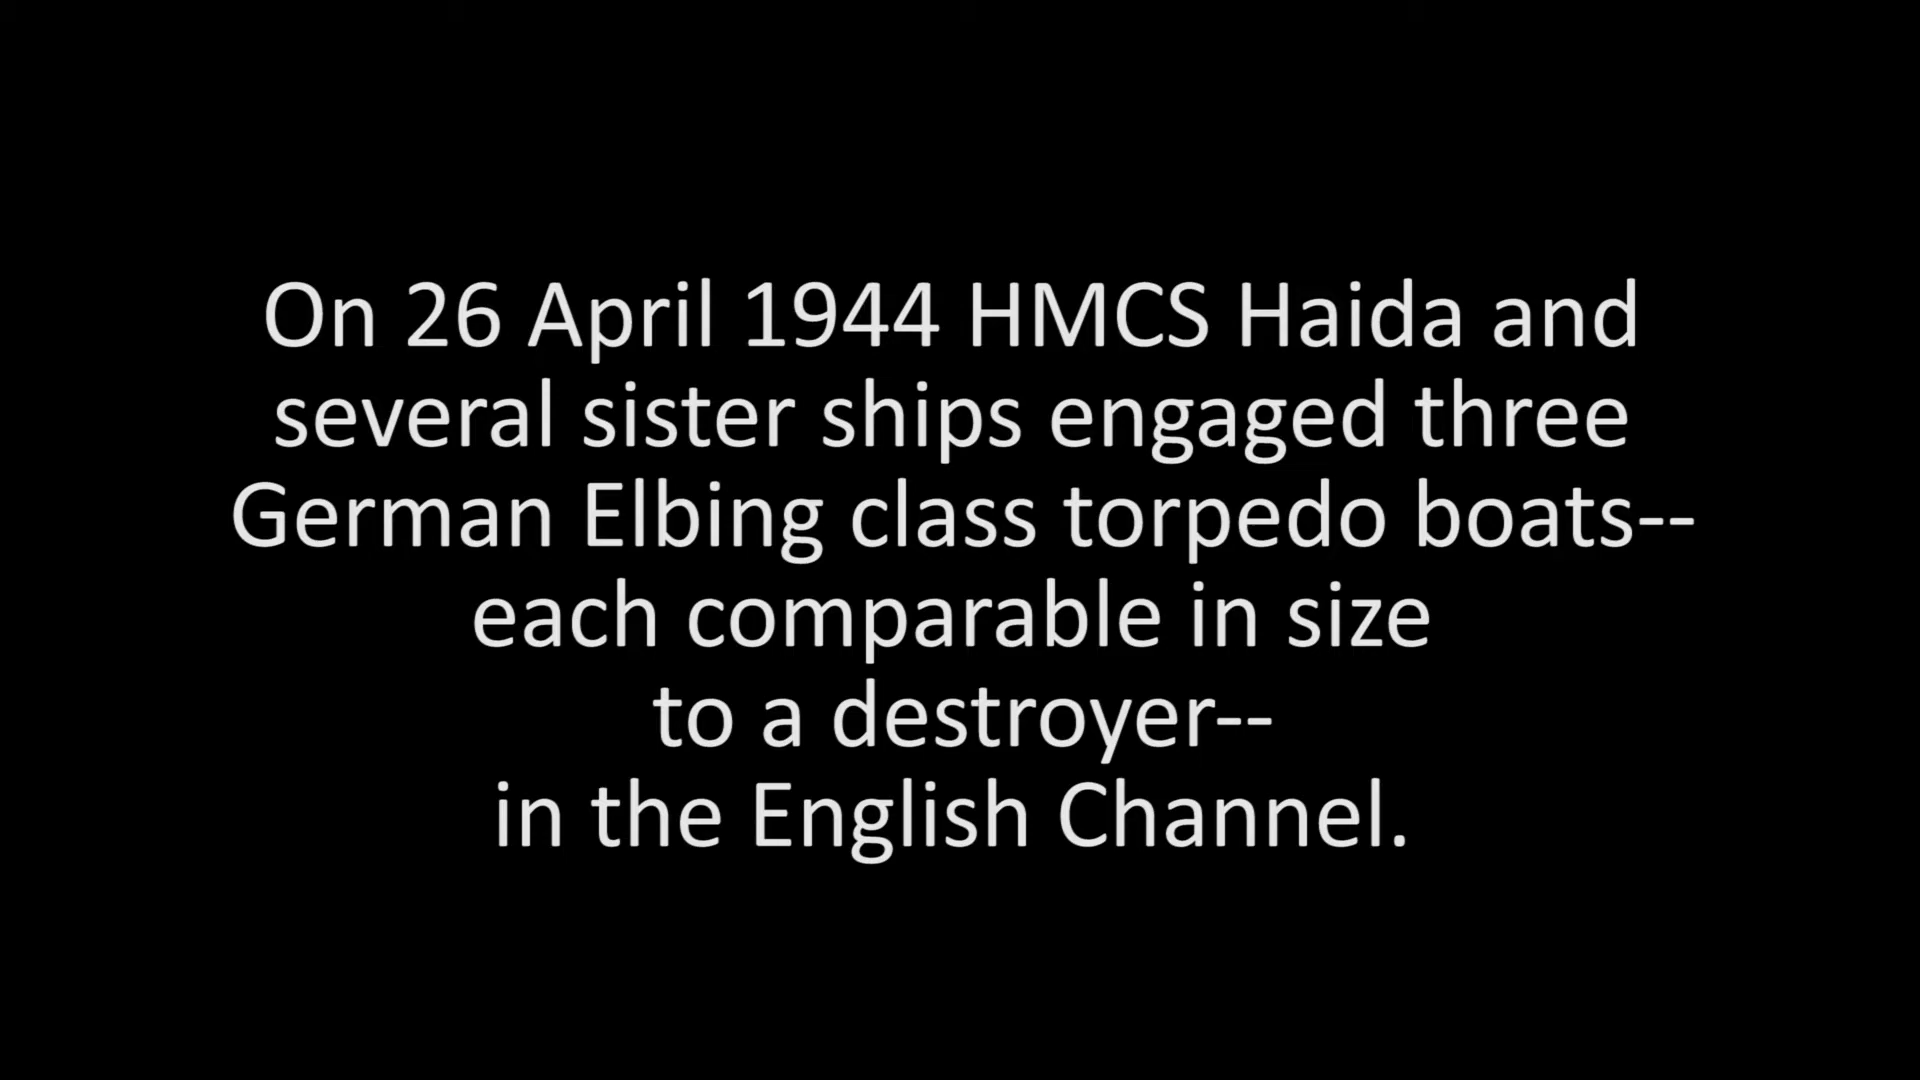 On 26 April 1944 HMCS Haida and
several sister ships engaged three
German Elbing class torpedo boats--
each comparable in size
to a destroyer--
in the English Channel.